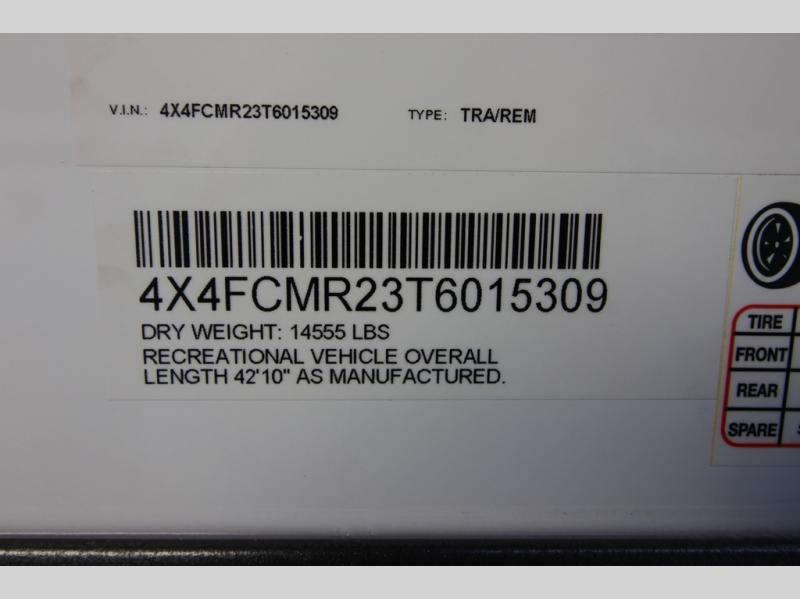 V.I.N.: 4X4FCMR23T6015309 TYPE: TRA/REM
4X4FCMR23T6015309
DRY WEIGHT: 14555 LBS
RECREATIONAL VEHICLE OVERALL
LENGTH 42'10" AS MANUFACTURED.
TIRE
FRONT
REAR
SPARE